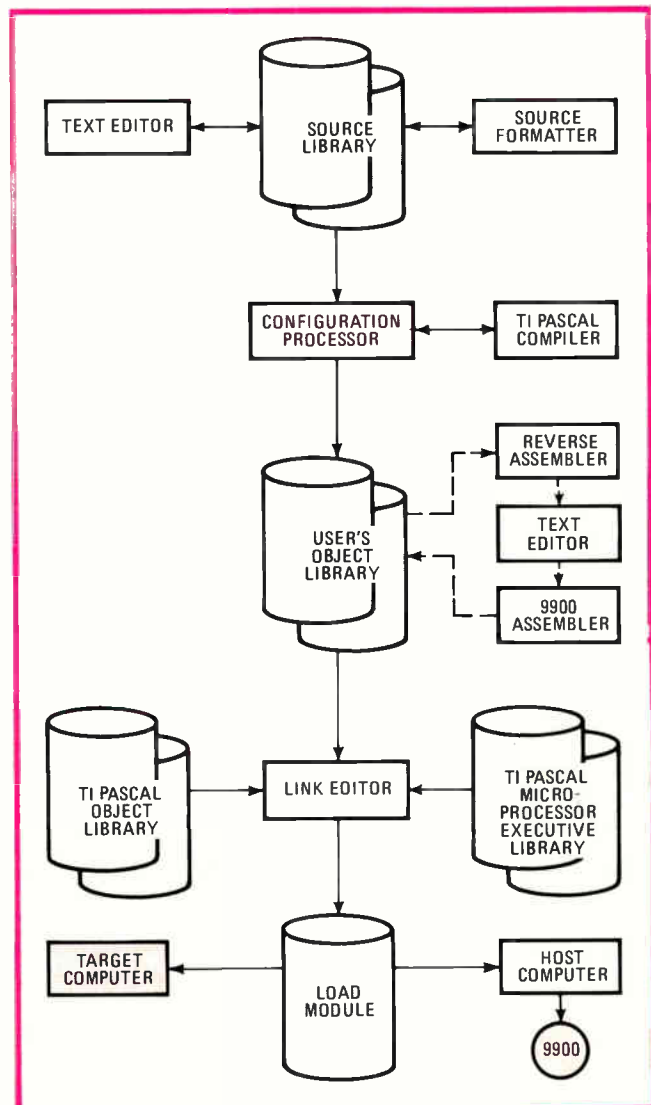 TEXT EDITOR
SOURCE
LIBRARY
SOURCE
FORMATTER
CONFIGURATION
PROCESSOR
TI PASCAL
COMPILER
USER'S
OBJECT
LIBRARY
REVERSE
ASSEMBLER
TEXT
EDITOR
9900
ASSEMBLER
TI PASCAL
OBJECT
LIBRARY
LINK EDITOR
TI PASCAL
MICRO-
PROCESSOR
EXECUTIVE
LIBRARY
TARGET
COMPUTER
LOAD
MODULE
HOST
COMPUTER
9900